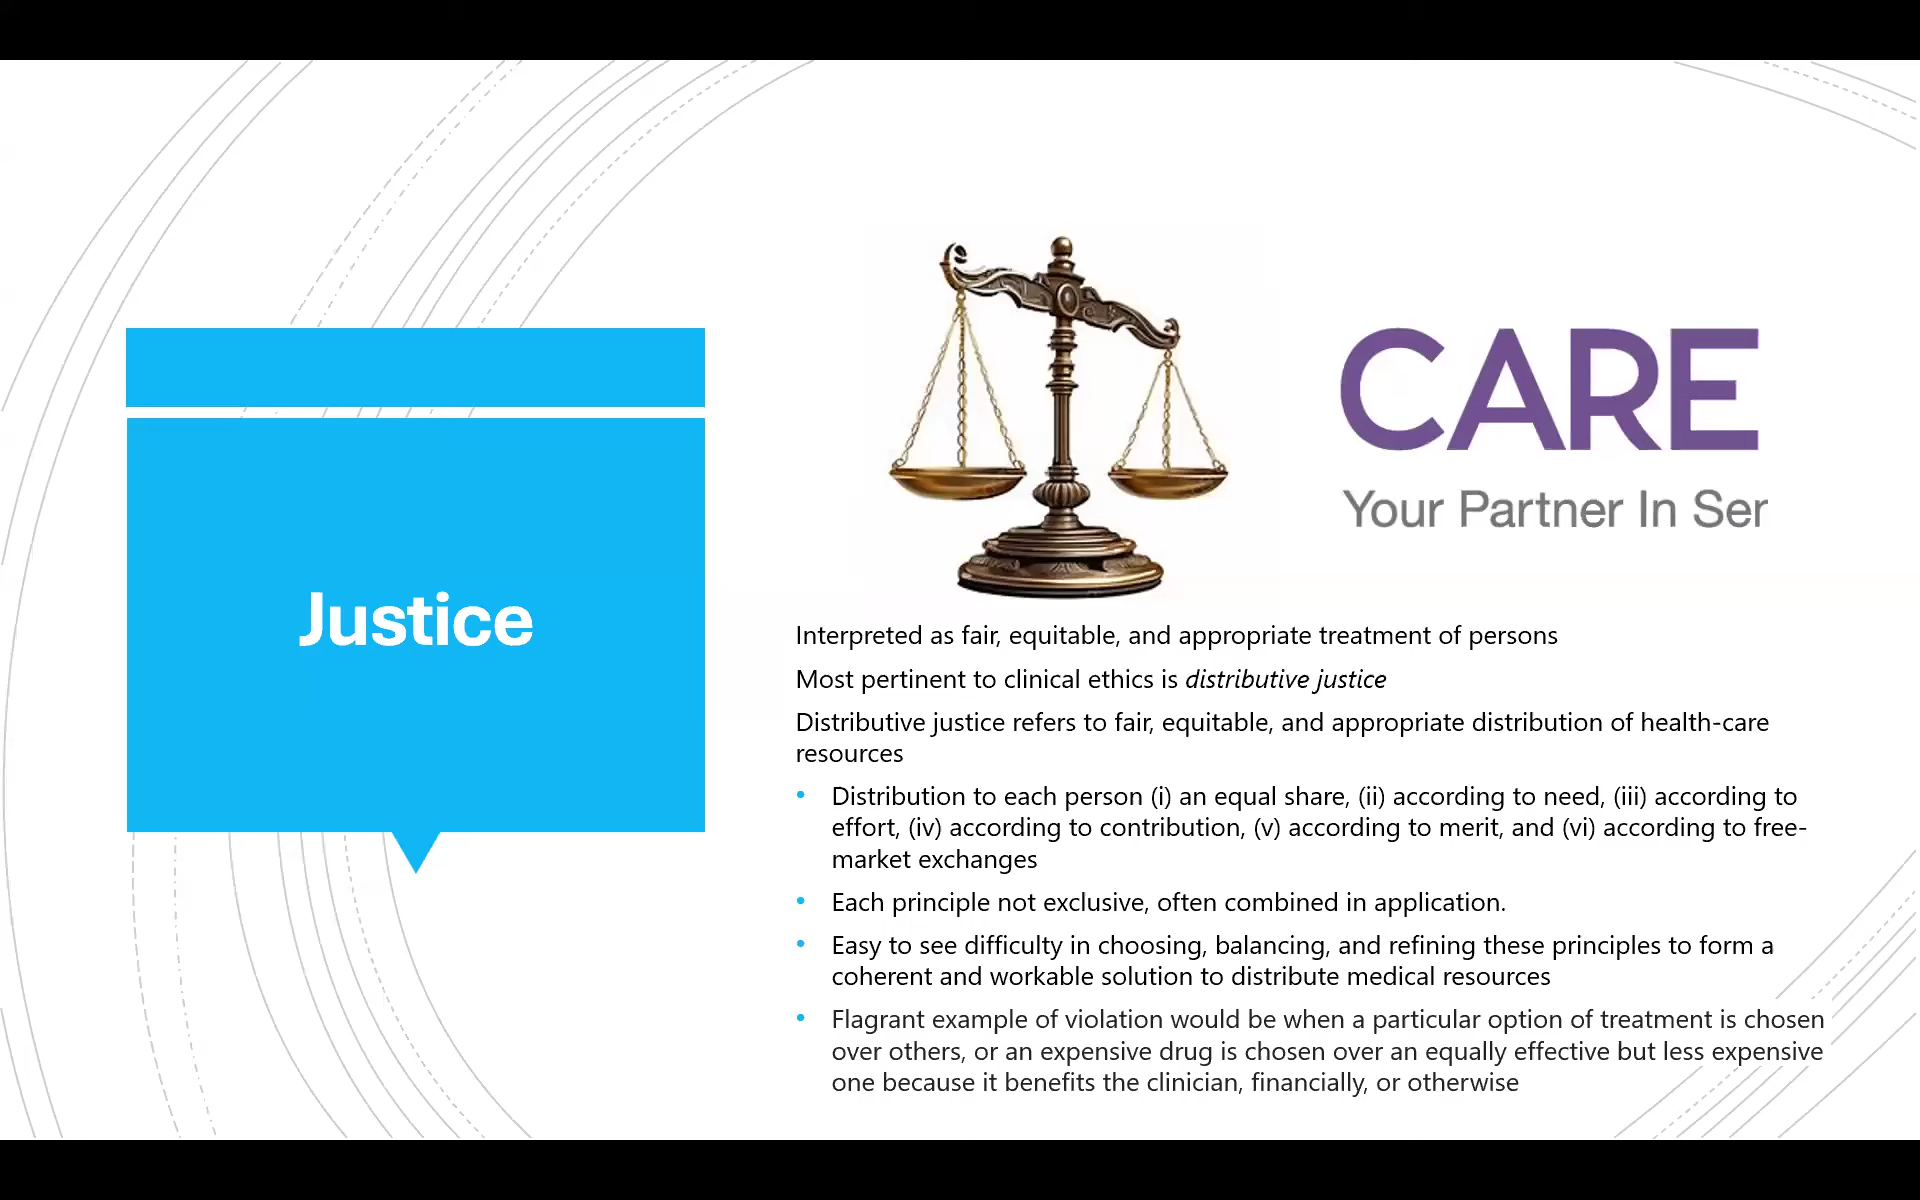 CARE
Your Partner In Ser
Justice
Interpreted as fair, equitable, and appropriate treatment of persons
Most pertinent to clinical ethics is distributive justice
Distributive justice refers to fair, equitable, and appropriate distribution of health-care
resources
• Distribution to each person (i) an equal share, (ii) according to need, (iii) according to
effort, (iv) according to contribution, (v) according to merit, and (vi) according to free-
market exchanges
• Each principle not exclusive, often combined in application.
• Easy to see difficulty in choosing, balancing, and refining these principles to form a
coherent and workable solution to distribute medical resources
• Flagrant example of violation would be when a particular option of treatment is chosen
over others, or an expensive drug is chosen over an equally effective but less expensive
one because it benefits the clinician, financially, or otherwise